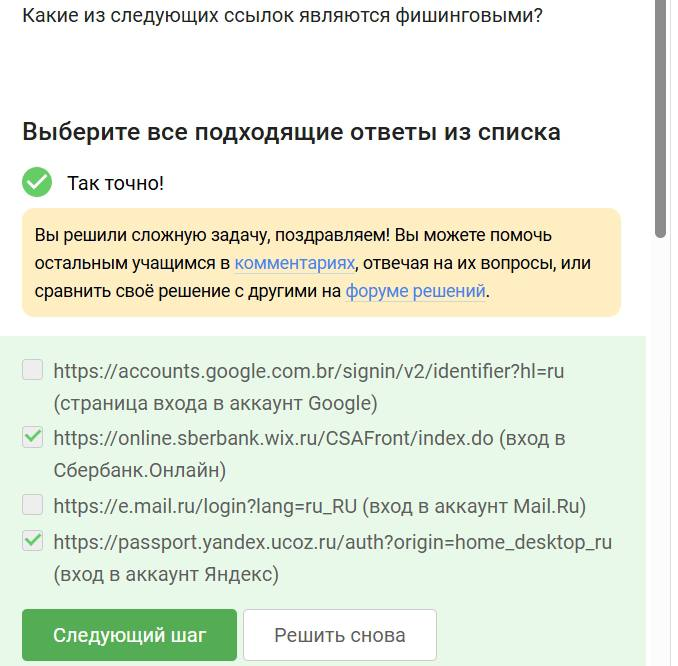 Какие из следующих ссылок являются фишинговыми?
Выберите все подходящие ответы из списка
Так точно!
Вы решили сложную задачу, поздравляем! Вы можете помочь
остальным учащимся в комментариях, отвечая на их вопросы, или
сравнить своё решение с другими на форуме решений.
https://accounts.google.com.br/signin/v2/identifier?hl=ru
(страница входа в аккаунт Google)
https://online.sberbank.wix.ru/CSAFront/index.do (вход в
Сбербанк.Онлайн)
https://e.mail.ru/login?lang=ru_RU (вход в аккаунт Mail.Ru)
https://passport.yandex.ucoz.ru/auth?origin=home_desktop_ru
(вход в аккаунт Яндекс)
Следующий шаг
Решить снова